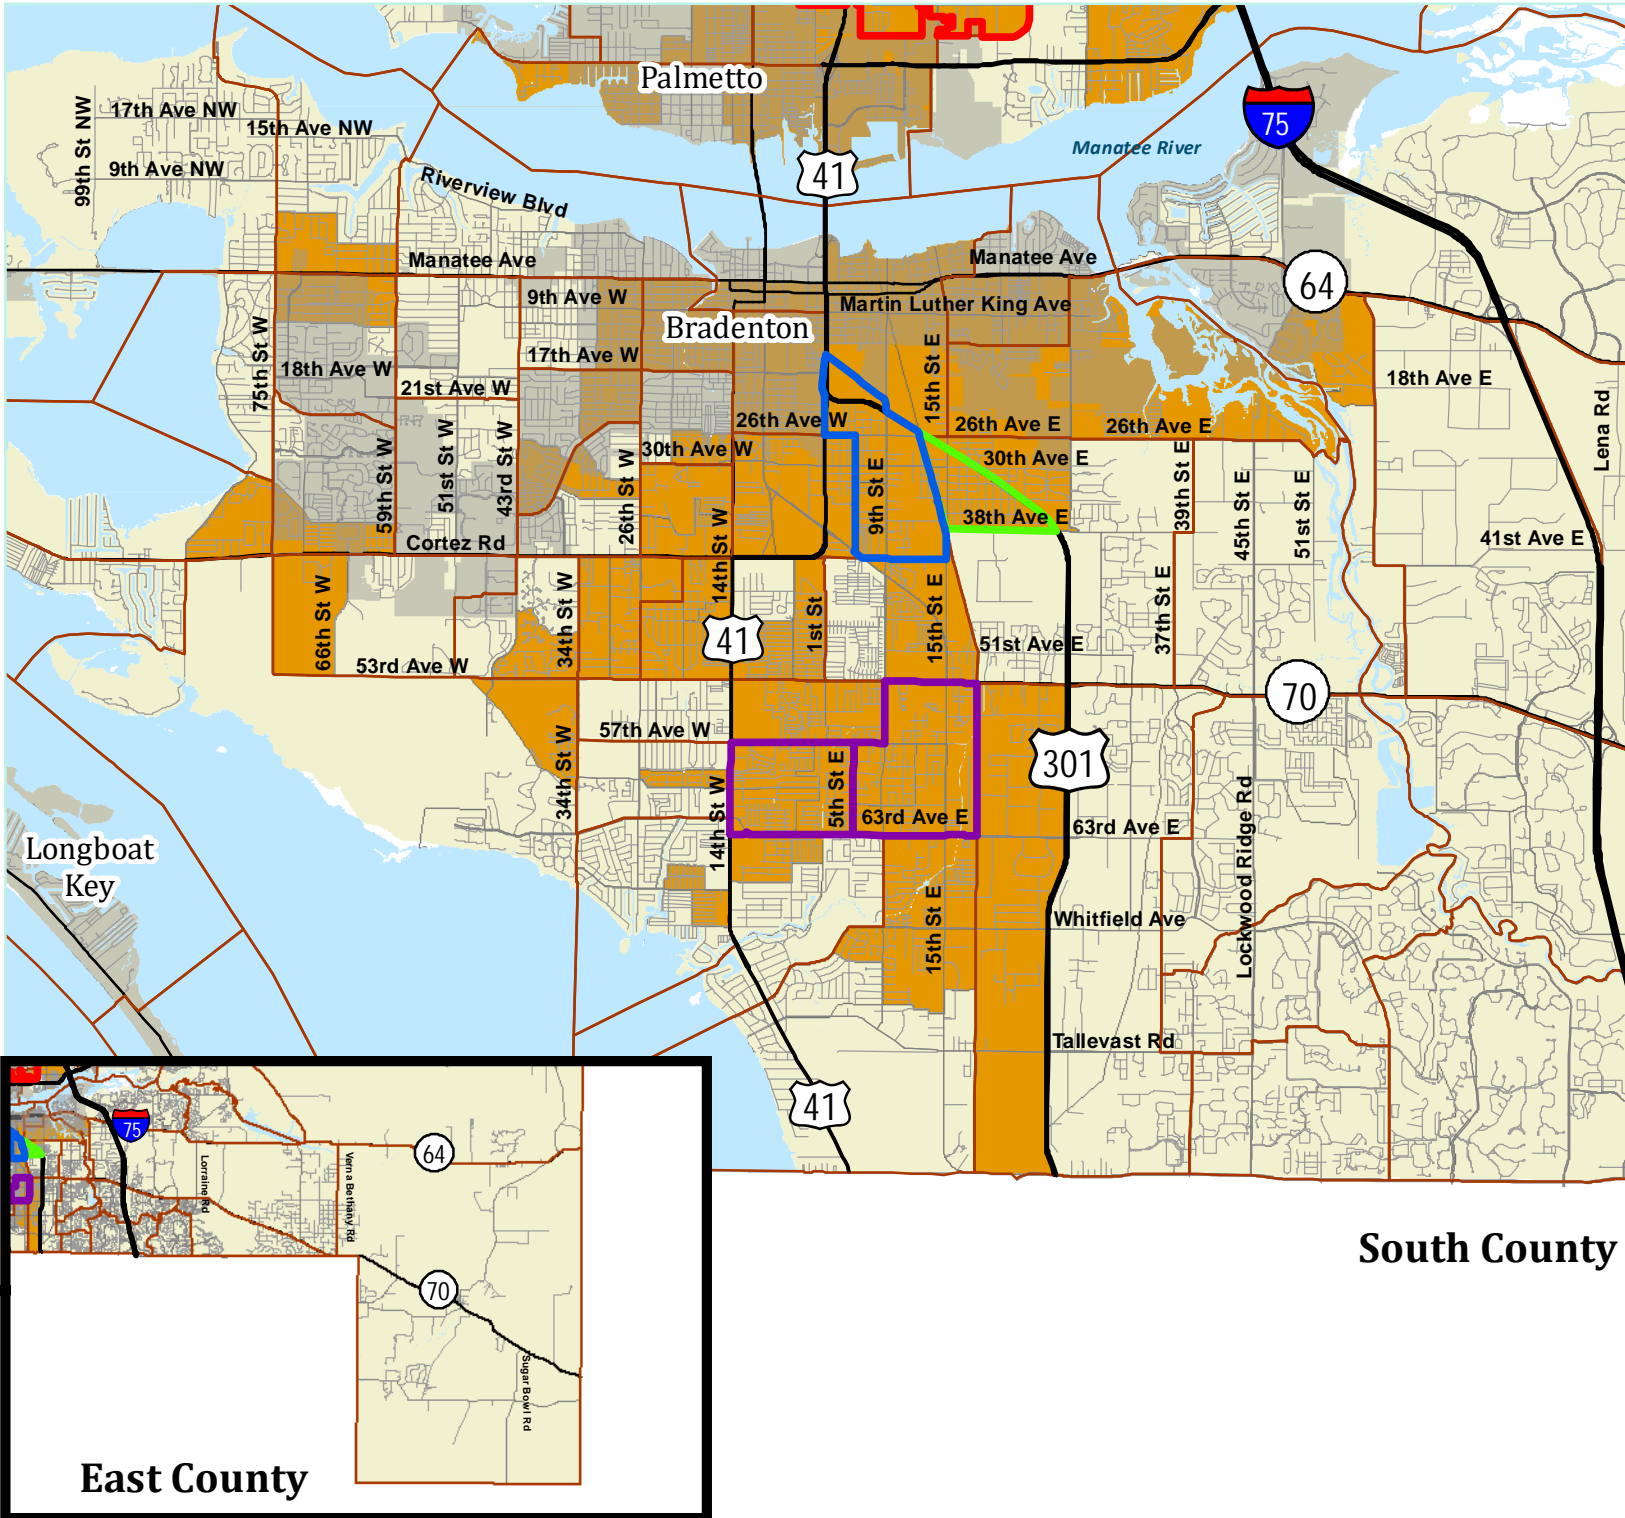 Palmetto
75
17th Ave NW
15th Ave NW
99th St NW
9th Ave NW
Manatee River
41
Riverview Blvd
Manatee Ave
Manatee Ave
64
9th Ave W
Martin Luther King Ave
Bradenton
75th St W
17th Ave W
15th St E
18th Ave W
21st Ave W
18th Ave E
Lena Rd
26th Ave W
26th Ave E
26th Ave E
30th Ave W
30th Ave E
59th St W
51st St W
43rd St W
26th St W
9th St E
39th St E
45th St E
51st St E
14th St W
38th Ave E
Cortez Rd
41st Ave E
66th St W
34th St W
1st St
15th St E
37th St E
41
51st Ave E
53rd Ave W
70
57th Ave W
34th St W
14th St W
5th St E
301
63rd Ave E
63rd Ave E
Lockwood Ridge Rd
Longboat
Key
15th St E
Whitfield Ave
Tallevast Rd
41
75
64
Lorraine Rd
Verna Bethany Rd
70
Sugar Bowl Rd
East County
South County